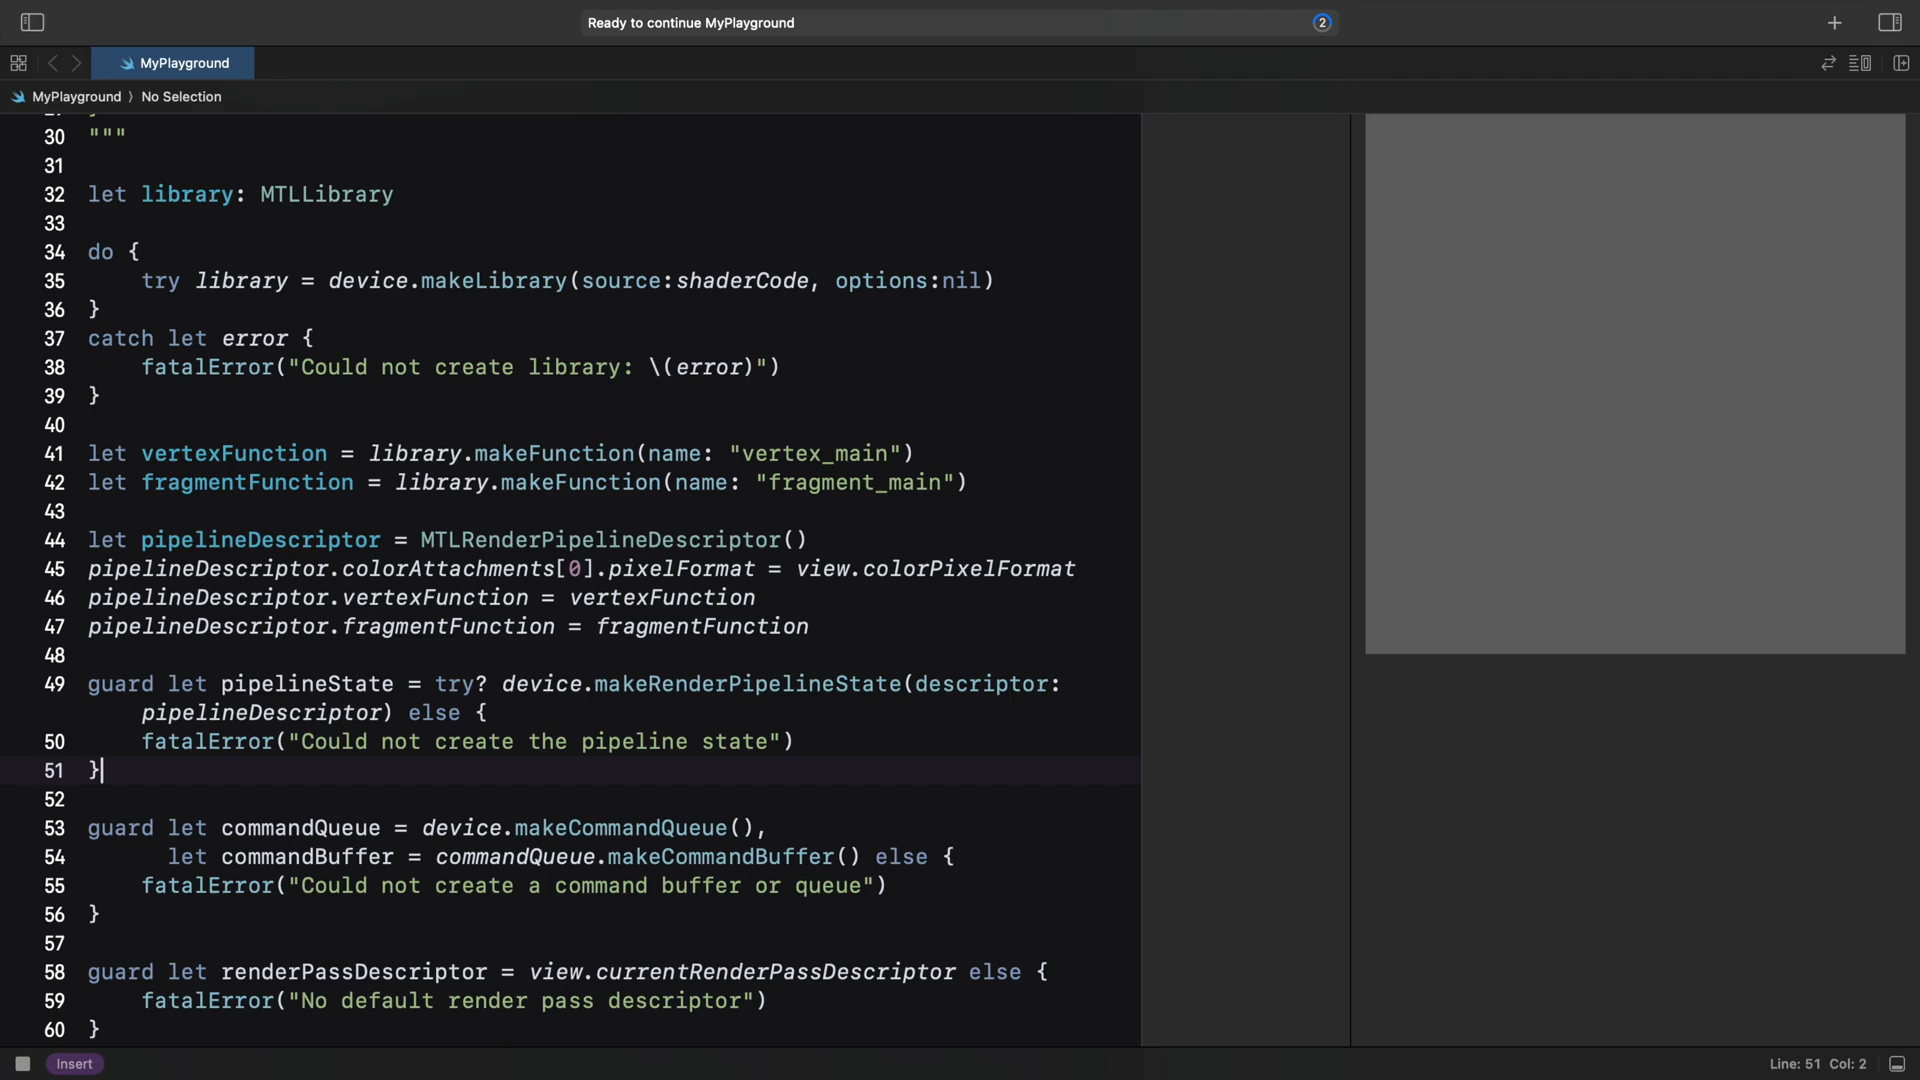 Ready to continue MyPlayground
2
MyPlayground
MyPlayground 〉 No Selection
30 """
31
32 let library: MTLLibrary
33
34 do {
35 try library = device.makeLibrary(source:shaderCode, options:nil)
36 }
37 catch let error {
38 fatalError("Could not create library: \(error)")
39 }
40
41 let vertexFunction = library.makeFunction(name: "vertex_main")
42 let fragmentFunction = library.makeFunction(name: "fragment_main")
43
44 let pipelineDescriptor = MTLRenderPipelineDescriptor()
45 pipelineDescriptor.colorAttachments[0].pixelFormat = view.colorPixelFormat
46 pipelineDescriptor.vertexFunction = vertexFunction
47 pipelineDescriptor.fragmentFunction = fragmentFunction
48
49 guard let pipelineState = try? device.makeRenderPipelineState(descriptor:
pipelineDescriptor) else {
50 fatalError("Could not create the pipeline state")
51 }
52
53 guard let commandQueue = device.makeCommandQueue(),
54 let commandBuffer = commandQueue.makeCommandBuffer() else {
55 fatalError("Could not create a command buffer or queue")
56 }
57
58 guard let renderPassDescriptor = view.currentRenderPassDescriptor else {
59 fatalError("No default render pass descriptor")
60 }
Insert
Line: 51 Col: 2